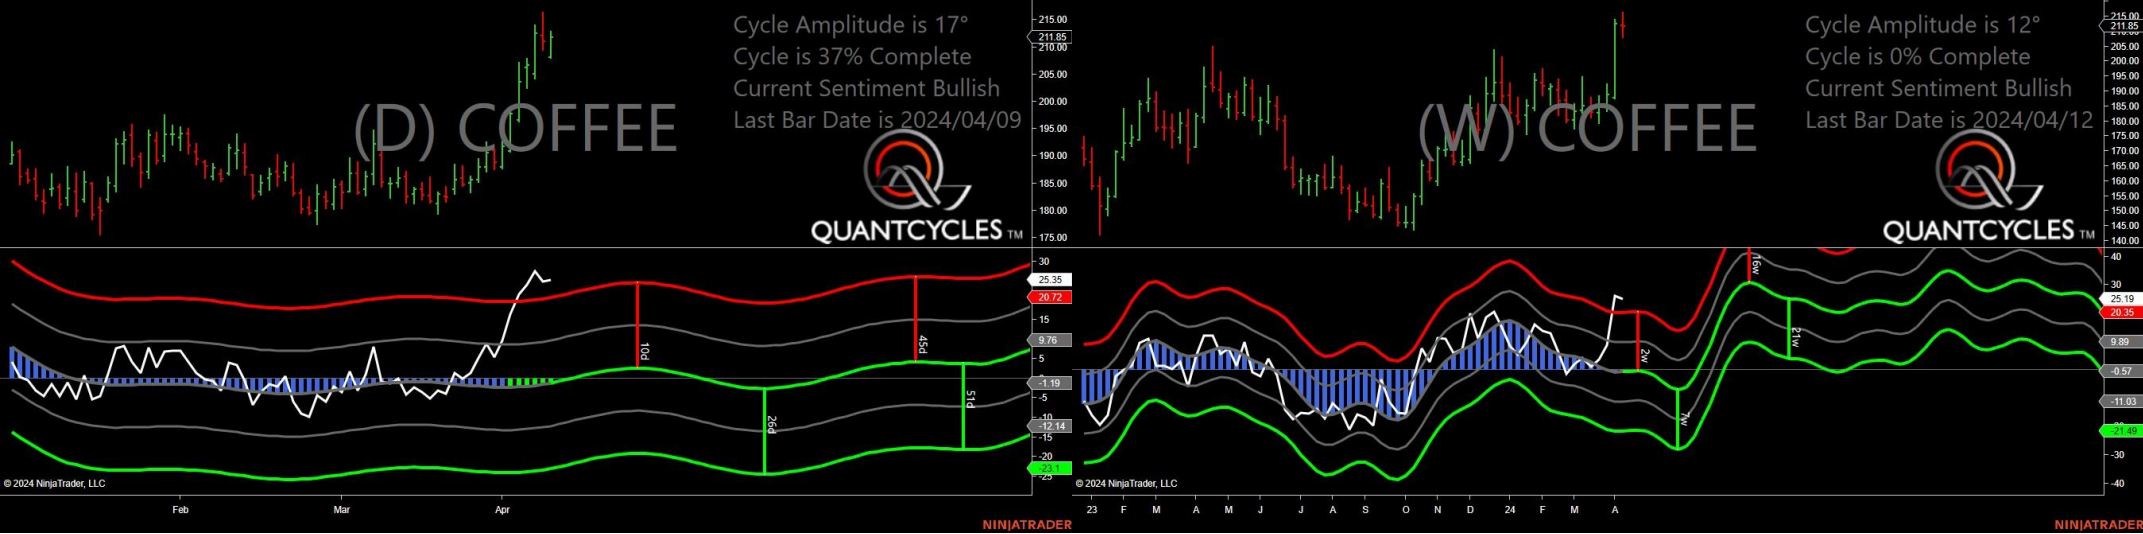 Cycle Amplitude is 17°
Cycle is 37% Complete
Current Sentiment Bullish
Last Bar Date is 2024/04/09
(D) COFFEE
QUANTCYCLES TM
215.00
211.85
210.00
205.00
200.00
195.00
190.00
185.00
180.00
175.00
30
25.35
20.72
15
9.76
5
-1.19
-5
-10
-12.14
-15
-20
-23.1
-25
10d
26d
45d
51d
© 2024 NinjaTrader, LLC
Feb
Mar
Apr
NINJATRADER
Cycle Amplitude is 12°
Cycle is 0% Complete
Current Sentiment Bullish
Last Bar Date is 2024/04/12
(W) COFFEE
QUANTCYCLES TM
215.00
211.85
205.00
200.00
195.00
190.00
185.00
180.00
175.00
170.00
165.00
160.00
155.00
150.00
145.00
140.00
40
30
25.19
20.35
9.89
-0.57
-11.03
-21.49
-30
-40
2w
7w
16w
21w
© 2024 NinjaTrader, LLC
23
F
M
A
M
J
J
A
S
O
N
D
24
F
M
A
NINJATRADER